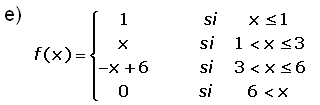 e)
1 si x ≤ 1
x si 1 < x ≤ 3
f(x) = { −x + 6 si 3 < x ≤ 6
0 si 6 < x